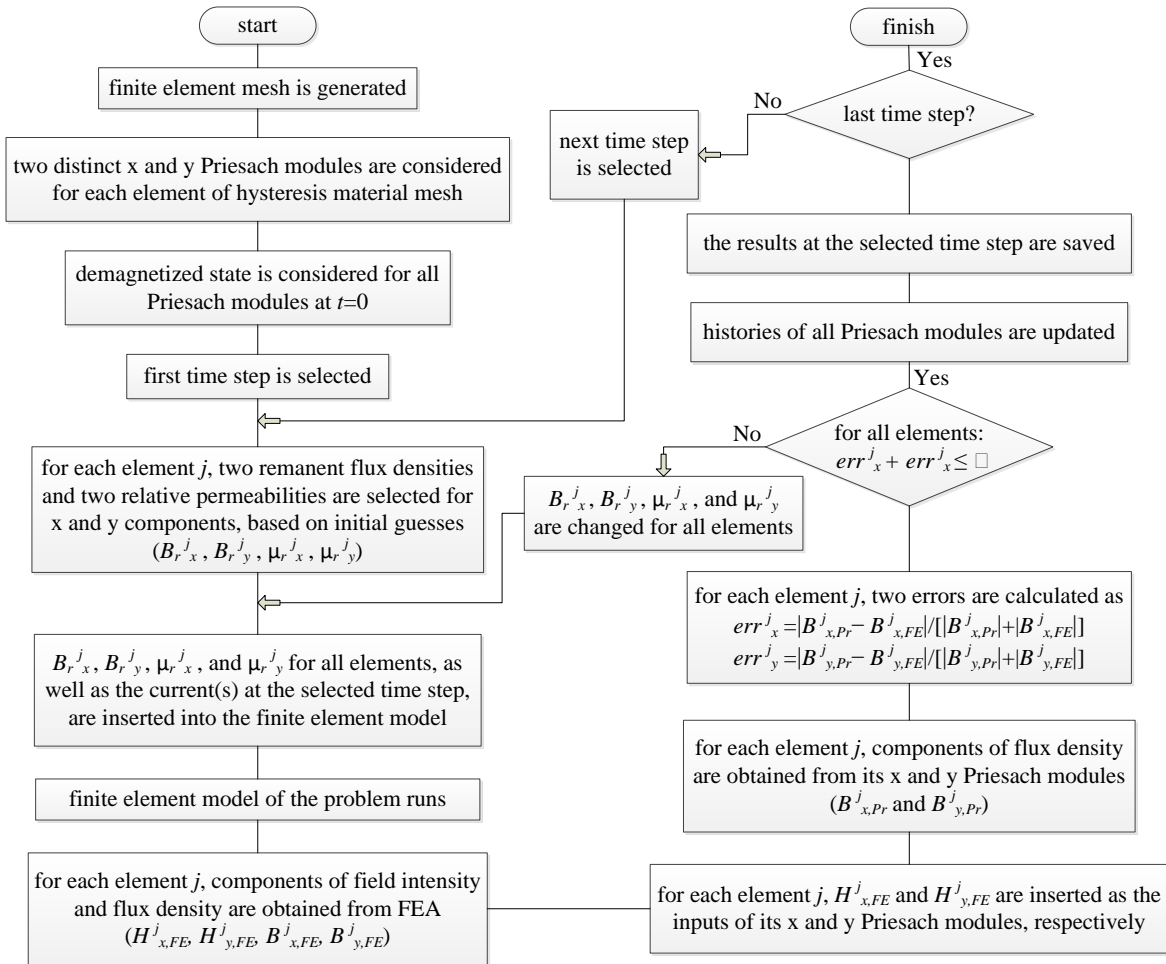 start
finite element mesh is generated
two distinct x and y Priesach modules are considered
for each element of hysteresis material mesh
demagnetized state is considered for all
Priesach modules at t=0
first time step is selected
for each element j, two remanent flux densities
and two relative permeabilities are selected for
x and y components, based on initial guesses
(B_r^j_x , B_r^j_y , μ_r^j_x , μ_r^j_y)
B_r^j_x, B_r^j_y, μ_r^j_x, and μ_r^j_y for all elements, as
well as the current(s) at the selected time step,
are inserted into the finite element model
finite element model of the problem runs
for each element j, components of field intensity
and flux density are obtained from FEA
(H^j_x,FE, H^j_y,FE, B^j_x,FE, B^j_y,FE)
for each element j, H^j_x,FE and H^j_y,FE are inserted as the
inputs of its x and y Priesach modules, respectively
for each element j, components of flux density
are obtained from its x and y Priesach modules
(B^j_x,Pr and B^j_y,Pr)
for each element j, two errors are calculated as
err^j_x =|B^j_x,Pr− B^j_x,FE|/[|B^j_x,Pr|+|B^j_x,FE|]
err^j_y =|B^j_y,Pr− B^j_y,FE|/[|B^j_y,Pr|+|B^j_y,FE|]
for all elements:
err^j_x + err^j_x ≤ □
No
B_r^j_x, B_r^j_y, μ_r^j_x, and μ_r^j_y
are changed for all elements
Yes
histories of all Priesach modules are updated
the results at the selected time step are saved
last time step?
No
next time step
is selected
Yes
finish